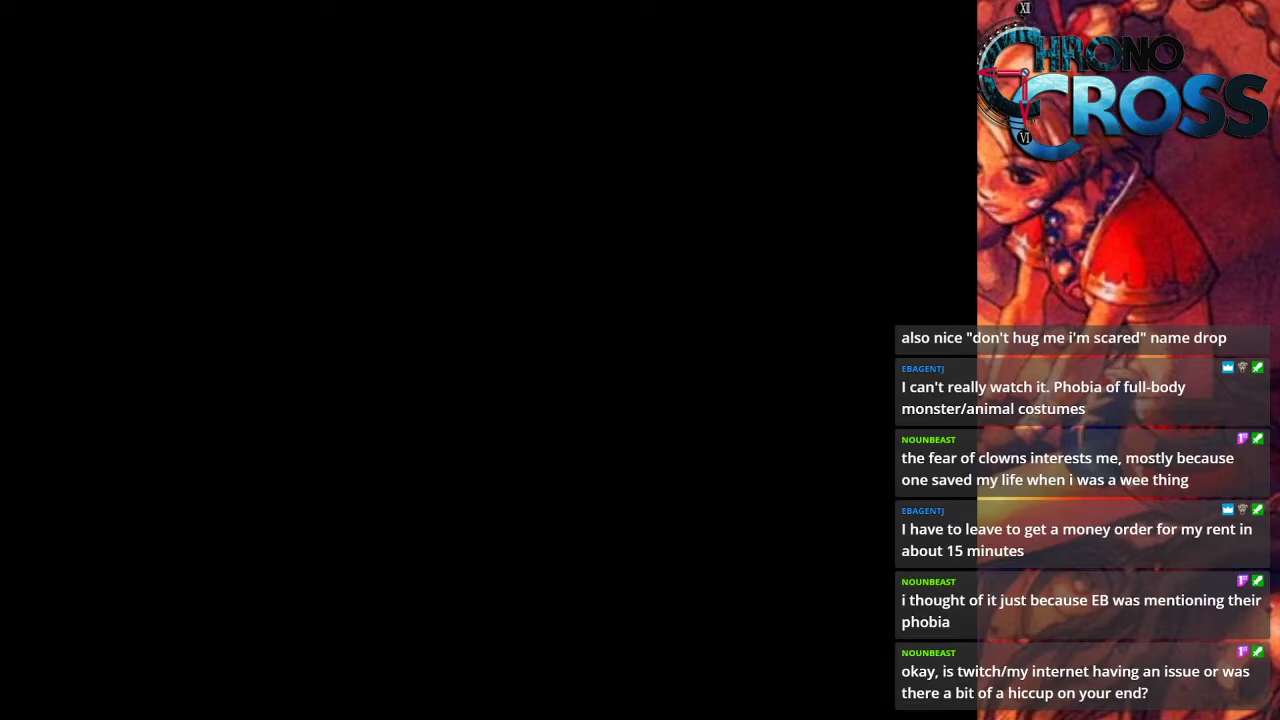 XII
CHRONO
CROSS
VI
also nice "don't hug me i'm scared" name drop
EBAGENTJ
I can't really watch it. Phobia of full-body
monster/animal costumes
NOUNBEAST
the fear of clowns interests me, mostly because
one saved my life when i was a wee thing
EBAGENTJ
I have to leave to get a money order for my rent in
about 15 minutes
NOUNBEAST
i thought of it just because EB was mentioning their
phobia
NOUNBEAST
okay, is twitch/my internet having an issue or was
there a bit of a hiccup on your end?